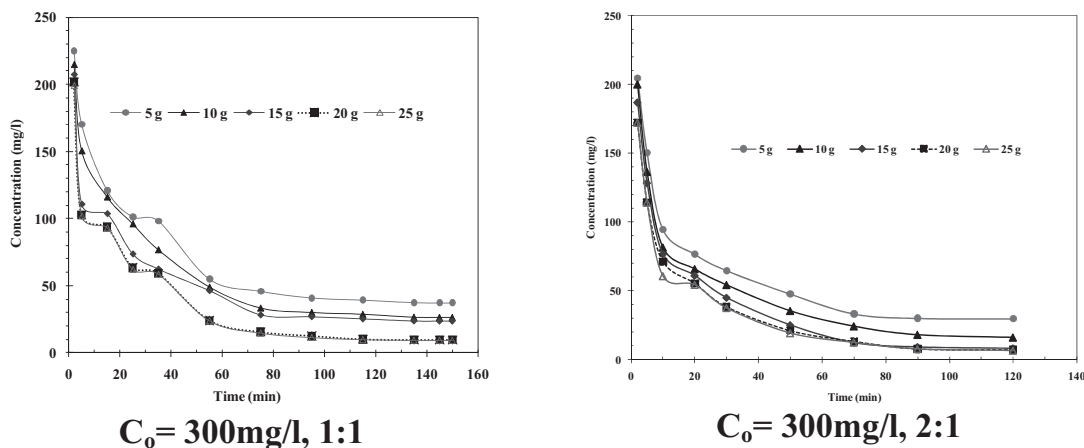 250
200
150
100
50
0
Concentration (mg/l)
5 g 10 g 15 g 20 g 25 g
0 20 40 60 80 100 120 140 160
Time (min)
Co= 300mg/l, 1:1
250
200
150
100
50
0
Concentration (mg/l)
5 g 10 g 15 g 20 g 25 g
0 20 40 60 80 100 120 140
Time (min)
Co= 300mg/l, 2:1